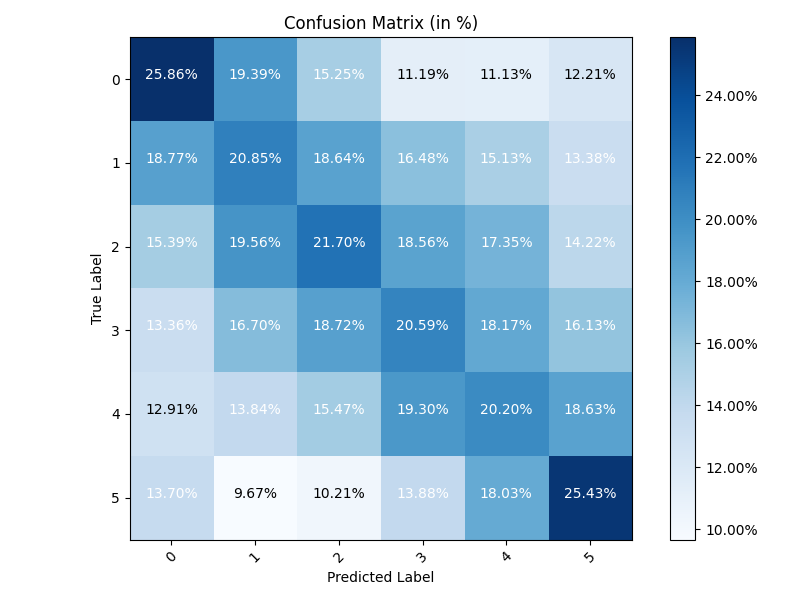 Confusion Matrix (in %)
0 25.86% 19.39% 15.25% 11.19% 11.13% 12.21%
1 18.77% 20.85% 18.64% 16.48% 15.13% 13.38%
2 15.39% 19.56% 21.70% 18.56% 17.35% 14.22%
3 13.36% 16.70% 18.72% 20.59% 18.17% 16.13%
4 12.91% 13.84% 15.47% 19.30% 20.20% 18.63%
5 13.70% 9.67% 10.21% 13.88% 18.03% 25.43%
0 1 2 3 4 5
Predicted Label
True Label
24.00%
22.00%
20.00%
18.00%
16.00%
14.00%
12.00%
10.00%